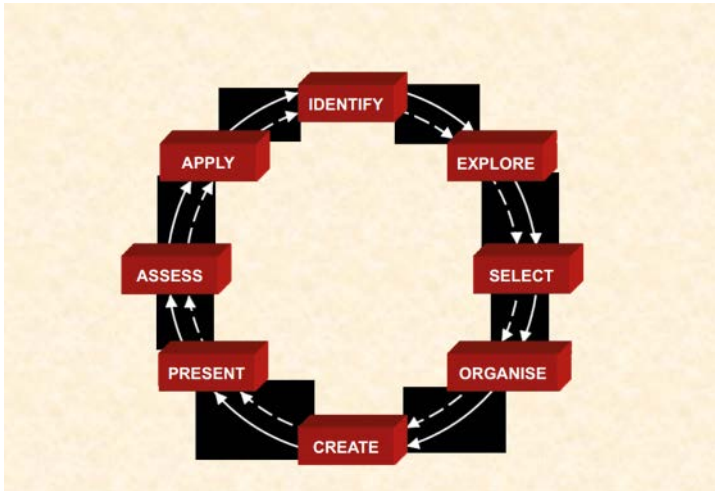 IDENTIFY
EXPLORE
SELECT
ORGANISE
CREATE
PRESENT
ASSESS
APPLY